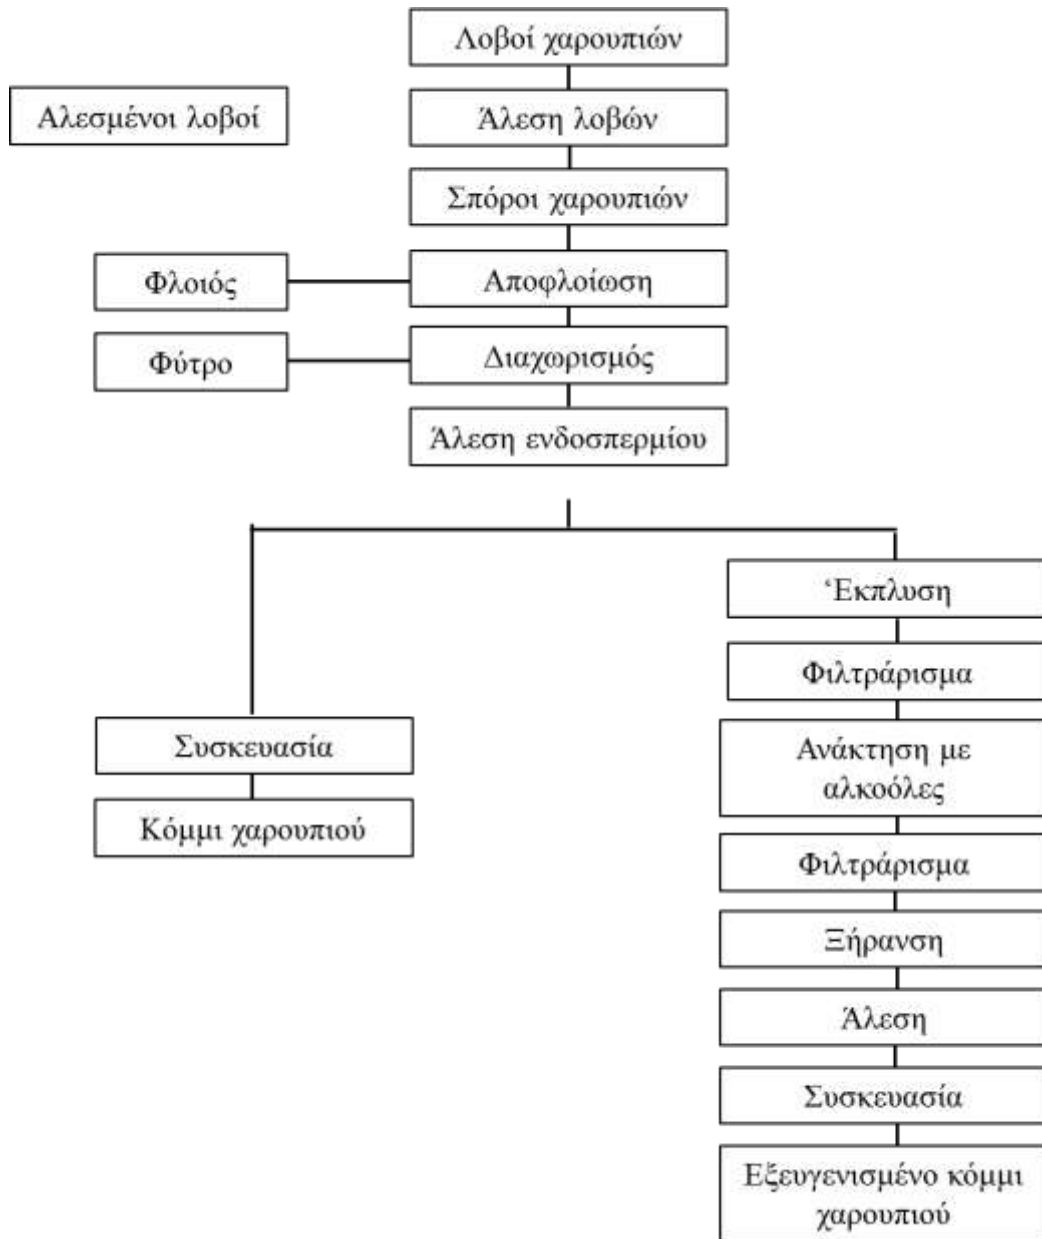 Λοβοί χαρουπιών
Αλεσμένοι λοβοί
Άλεση λοβών
Σπόροι χαρουπιών
Φλοιός
Αποφλοίωση
Φύτρο
Διαχωρισμός
Άλεση ενδοσπερμίου
Συσκευασία
Κόμμι χαρουπιού
‘Εκπλυση
Φιλτράρισμα
Ανάκτηση με
αλκοόλες
Φιλτράρισμα
Ξήρανση
Άλεση
Συσκευασία
Εξευγενισμένο κόμμι
χαρουπιού